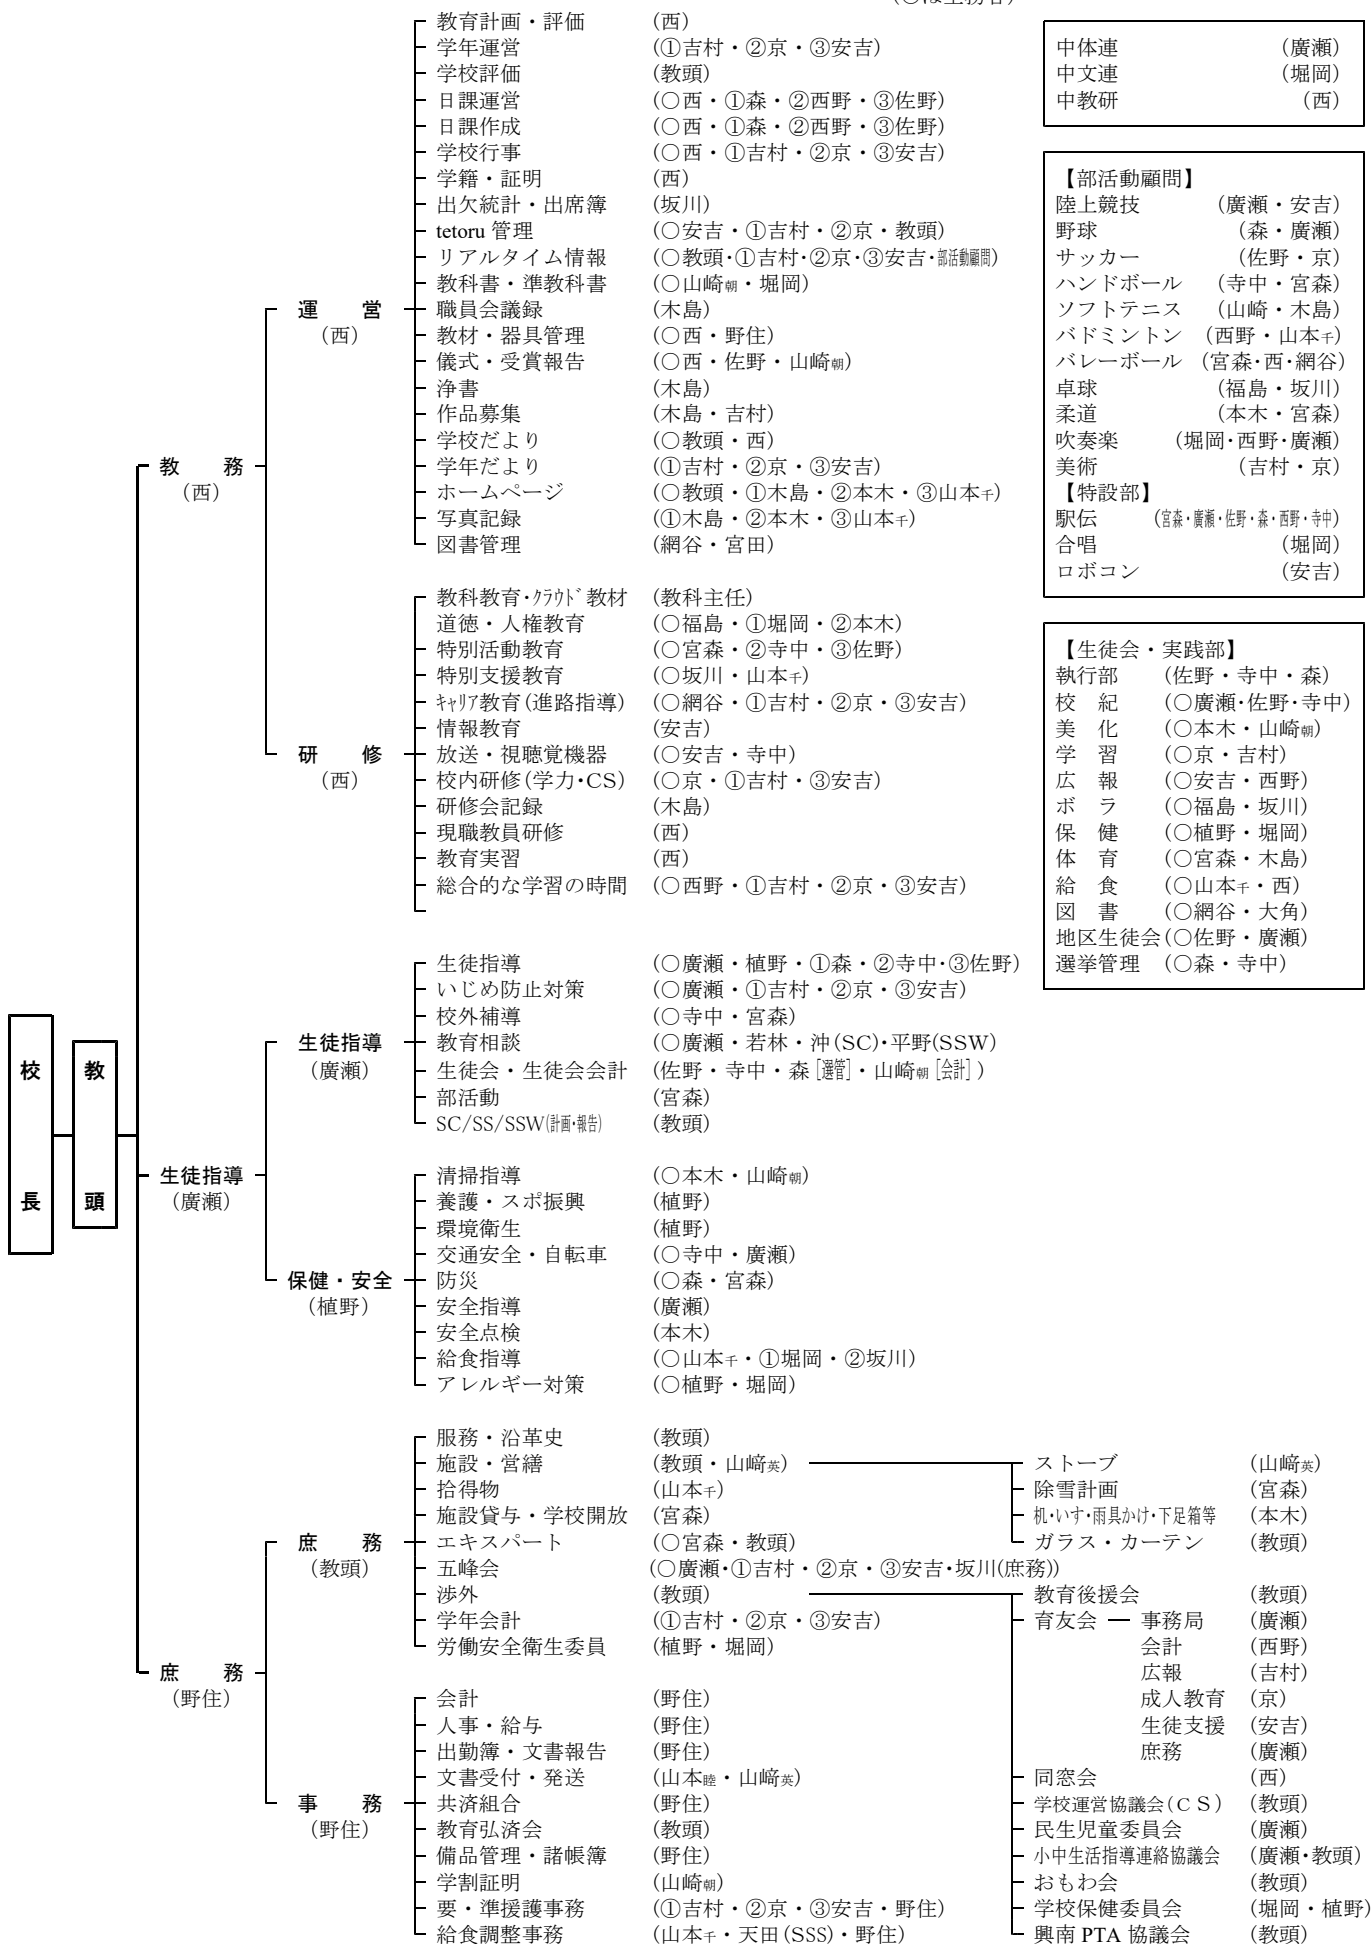 (○は主務者)
教育計画・評価 (西)
学年運営 (①吉村・②京・③安吉)
学校評価 (教頭)
日課運営 (○西・①森・②西野・③佐野)
日課作成 (○西・①森・②西野・③佐野)
学校行事 (○西・①吉村・②京・③安吉)
学籍・証明 (西)
出欠統計・出席簿 (坂川)
tetoru 管理 (○安吉・①吉村・②京・教頭)
リアルタイム情報 (○教頭・①吉村・②京・③安吉・部活動顧問)
教科書・準教科書 (○山崎朝・堀岡)
運営 職員会議録 (木島)
(西) 教材・器具管理 (○西・野住)
儀式・受賞報告 (○西・佐野・山崎朝)
浄書 (木島)
作品募集 (木島・吉村)
学校だより (○教頭・西)
教務 学年だより (①吉村・②京・③安吉)
(西) ホームページ (○教頭・①木島・②本木・③山本千)
写真記録 (①木島・②本木・③山本千)
図書管理 (網谷・宮田)
教科教育・クラウド教材 (教科主任)
道徳・人権教育 (○福島・①堀岡・②本木)
特別活動教育 (○宮森・②寺中・③佐野)
特別支援教育 (○坂川・山本千)
キャリア教育(進路指導) (○網谷・①吉村・②京・③安吉)
情報教育 (安吉)
研修 放送・視聴覚機器 (○安吉・寺中)
(西) 校内研修(学力・CS) (○京・①吉村・③安吉)
研修会記録 (木島)
現職教員研修 (西)
教育実習 (西)
総合的な学習の時間 (○西野・①吉村・②京・③安吉)
中体連 (廣瀬)
中文連 (堀岡)
中教研 (西)
【部活動顧問】
陸上競技 (廣瀬・安吉)
野球 (森・廣瀬)
サッカー (佐野・京)
ハンドボール (寺中・宮森)
ソフトテニス (山崎・木島)
バドミントン (西野・山本千)
バレーボール (宮森・西・網谷)
卓球 (福島・坂川)
柔道 (本木・宮森)
吹奏楽 (堀岡・西野・廣瀬)
美術 (吉村・京)
【特設部】
駅伝 (宮森・廣瀬・佐野・森・西野・寺中)
合唱 (堀岡)
ロボコン (安吉)
【生徒会・実践部】
執行部 (佐野・寺中・森)
校紀 (○廣瀬・佐野・寺中)
美化 (○本木・山崎朝)
学習 (○京・吉村)
広報 (○安吉・西野)
ボラ (○福島・坂川)
保健 (○植野・堀岡)
体育 (○宮森・木島)
給食 (○山本千・西)
図書 (○網谷・大角)
地区生徒会 (○佐野・廣瀬)
選挙管理 (○森・寺中)
校長
教頭
生徒指導 (○廣瀬・植野・①森・②寺中・③佐野)
いじめ防止対策 (○廣瀬・①吉村・②京・③安吉)
校外補導 (○寺中・宮森)
生徒指導 教育相談 (○廣瀬・若林・沖(SC)・平野(SSW)
(廣瀬) 生徒会・生徒会会計 (佐野・寺中・森[選管]・山崎朝[会計])
部活動 (宮森)
SC/SS/SSW(計画・報告) (教頭)
生徒指導 清掃指導 (○本木・山崎朝)
(廣瀬) 養護・スポ振興 (植野)
環境衛生 (植野)
交通安全・自転車 (○寺中・廣瀬)
保健・安全 防災 (○森・宮森)
(植野) 安全指導 (廣瀬)
安全点検 (本木)
給食指導 (○山本千・①堀岡・②坂川)
アレルギー対策 (○植野・堀岡)
服務・沿革史 (教頭)
施設・営繕 (教頭・山﨑英) ストーブ (山﨑英)
拾得物 (山本千) 除雪計画 (宮森)
施設貸与・学校開放 (宮森) 机・いす・雨具かけ・下足箱等 (本木)
庶務 エキスパート (○宮森・教頭) ガラス・カーテン (教頭)
(教頭) 五峰会 (○廣瀬・①吉村・②京・③安吉・坂川(庶務))
渉外 (教頭) 教育後援会 (教頭)
学年会計 (①吉村・②京・③安吉) 育友会 事務局 (廣瀬)
労働安全衛生委員 (植野・堀岡) 会計 (西野)
庶務 広報 (吉村)
(野住) 会計 (野住) 成人教育 (京)
人事・給与 (野住) 生徒支援 (安吉)
出勤簿・文書報告 (野住) 庶務 (廣瀬)
文書受付・発送 (山本睦・山﨑英) 同窓会 (西)
事務 共済組合 (野住) 学校運営協議会(CS) (教頭)
(野住) 教育弘済会 (教頭) 民生児童委員会 (廣瀬)
備品管理・諸帳簿 (野住) 小中生活指導連絡協議会 (廣瀬・教頭)
学割証明 (山崎朝) おもわ会 (教頭)
要・準援護事務 (①吉村・②京・③安吉・野住) 学校保健委員会 (堀岡・植野)
給食調整事務 (山本千・天田(SSS)・野住) 興南 PTA 協議会 (教頭)